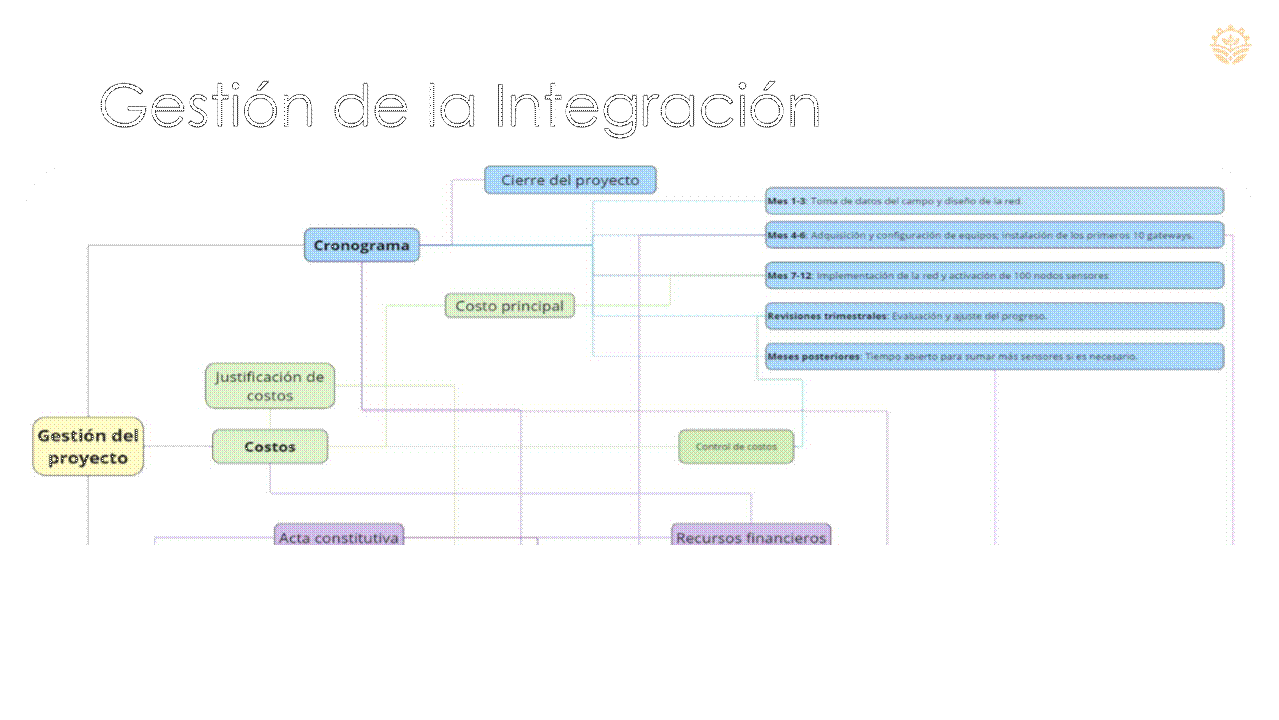 Gestión de la Integración
Cierre del proyecto
Mes 1-3: Toma de datos del campo y diseño de la red.
Mes 4-6: Adquisición y configuración de equipos; instalación de los primeros 10 gateways.
Cronograma
Mes 7-12: Implementación de la red y activación de 100 nodos sensores.
Costo principal
Revisiones trimestrales: Evaluación y ajuste del progreso.
Meses posteriores: Tiempo abierto para sumar más sensores si es necesario.
Justificación de
costos
Gestión del
proyecto
Costos
Control de costos
Acta constitutiva
Recursos financieros